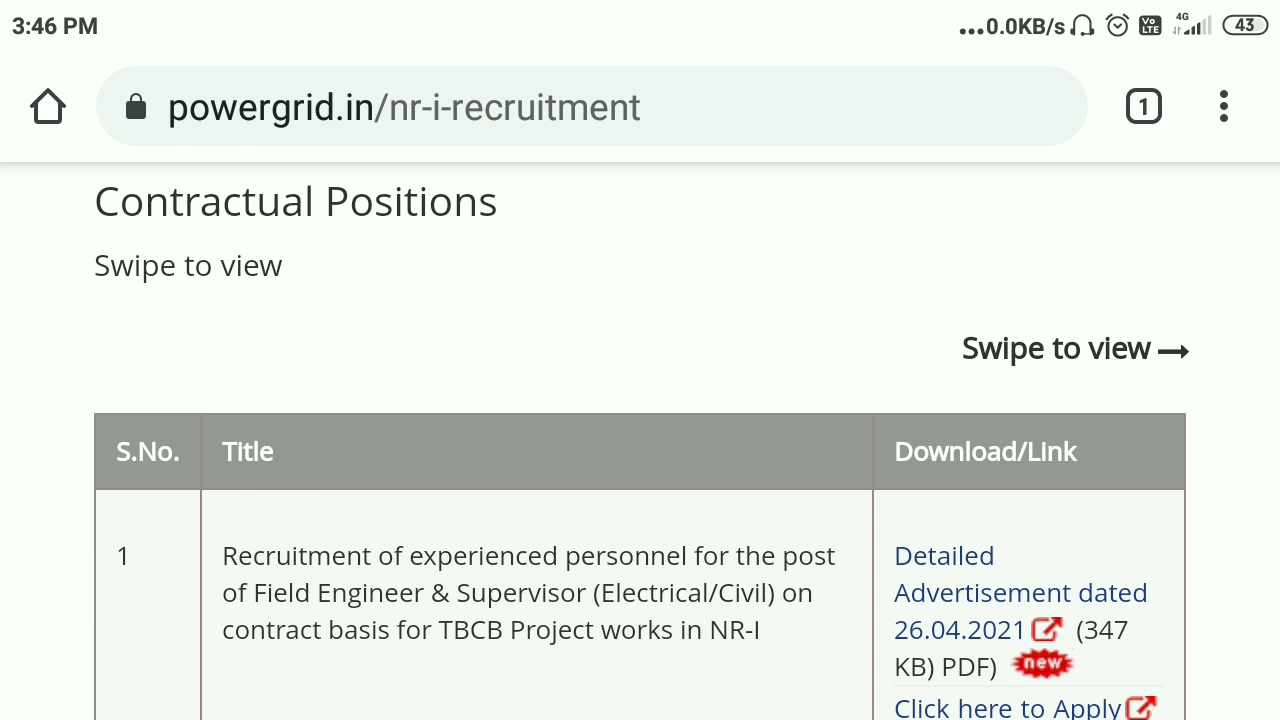 3:46 PM
...0.0KB/s Vo LTE 4G 43
powergrid.in/nr-i-recruitment 1
Contractual Positions
Swipe to view
Swipe to view →
S.No. Title Download/Link
1
Recruitment of experienced personnel for the post
of Field Engineer & Supervisor (Electrical/Civil) on
contract basis for TBCB Project works in NR-I
Detailed
Advertisement dated
26.04.2021 (347
KB) PDF) new
Click here to Apply